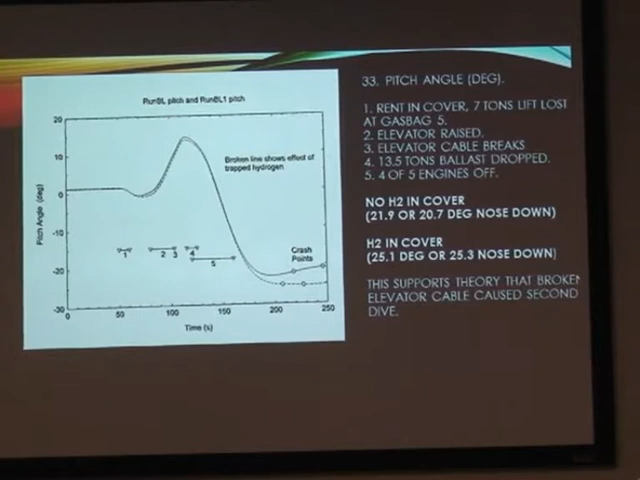 RunBL pitch and RunBL1 pitch
20
10
0
-10
-20
-30
Pitch Angle (deg)
Broken line shows effect of
trapped hydrogen
Crash
Points
1
2
3
4
5
0
50
100
150
200
250
Time (s)
33. PITCH ANGLE (DEG).
1. RENT IN COVER, 7 TONS LIFT LOST
AT GASBAG 5.
2. ELEVATOR RAISED.
3. ELEVATOR CABLE BREAKS
4. 13.5 TONS BALLAST DROPPED.
5. 4 OF 5 ENGINES OFF.
NO H2 IN COVER
(21.9 OR 20.7 DEG NOSE DOWN)
H2 IN COVER
(25.1 DEG OR 25.3 NOSE DOWN)
THIS SUPPORTS THEORY THAT BROKEN
ELEVATOR CABLE CAUSED SECOND
DIVE.